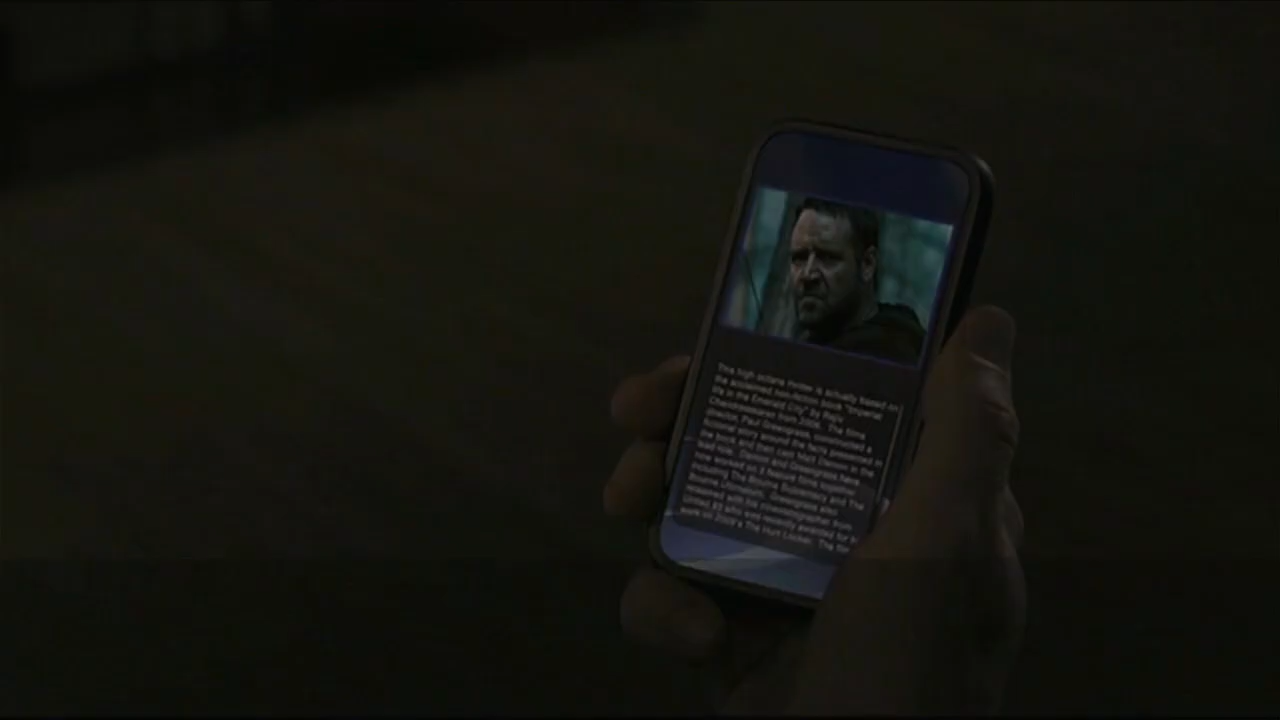 This high octane thriller is actually based on
the acclaimed non-fiction book "Imperial
life in the Emerald City" by Rajiv
Chandrasekaran from 2006. The films
director, Paul Greengrass, constructed a
fictional story around the facts presented in
the book and then cast Matt Damon in the
lead role. Damon and Greengrass have
now worked on 3 feature films together
including The Bourne Supremacy and The
Bourne Ultimatum. Greengrass also
reteamed with his cinematographer from
United 93 who was recently awarded for his
work on 2009's The Hurt Locker. The film